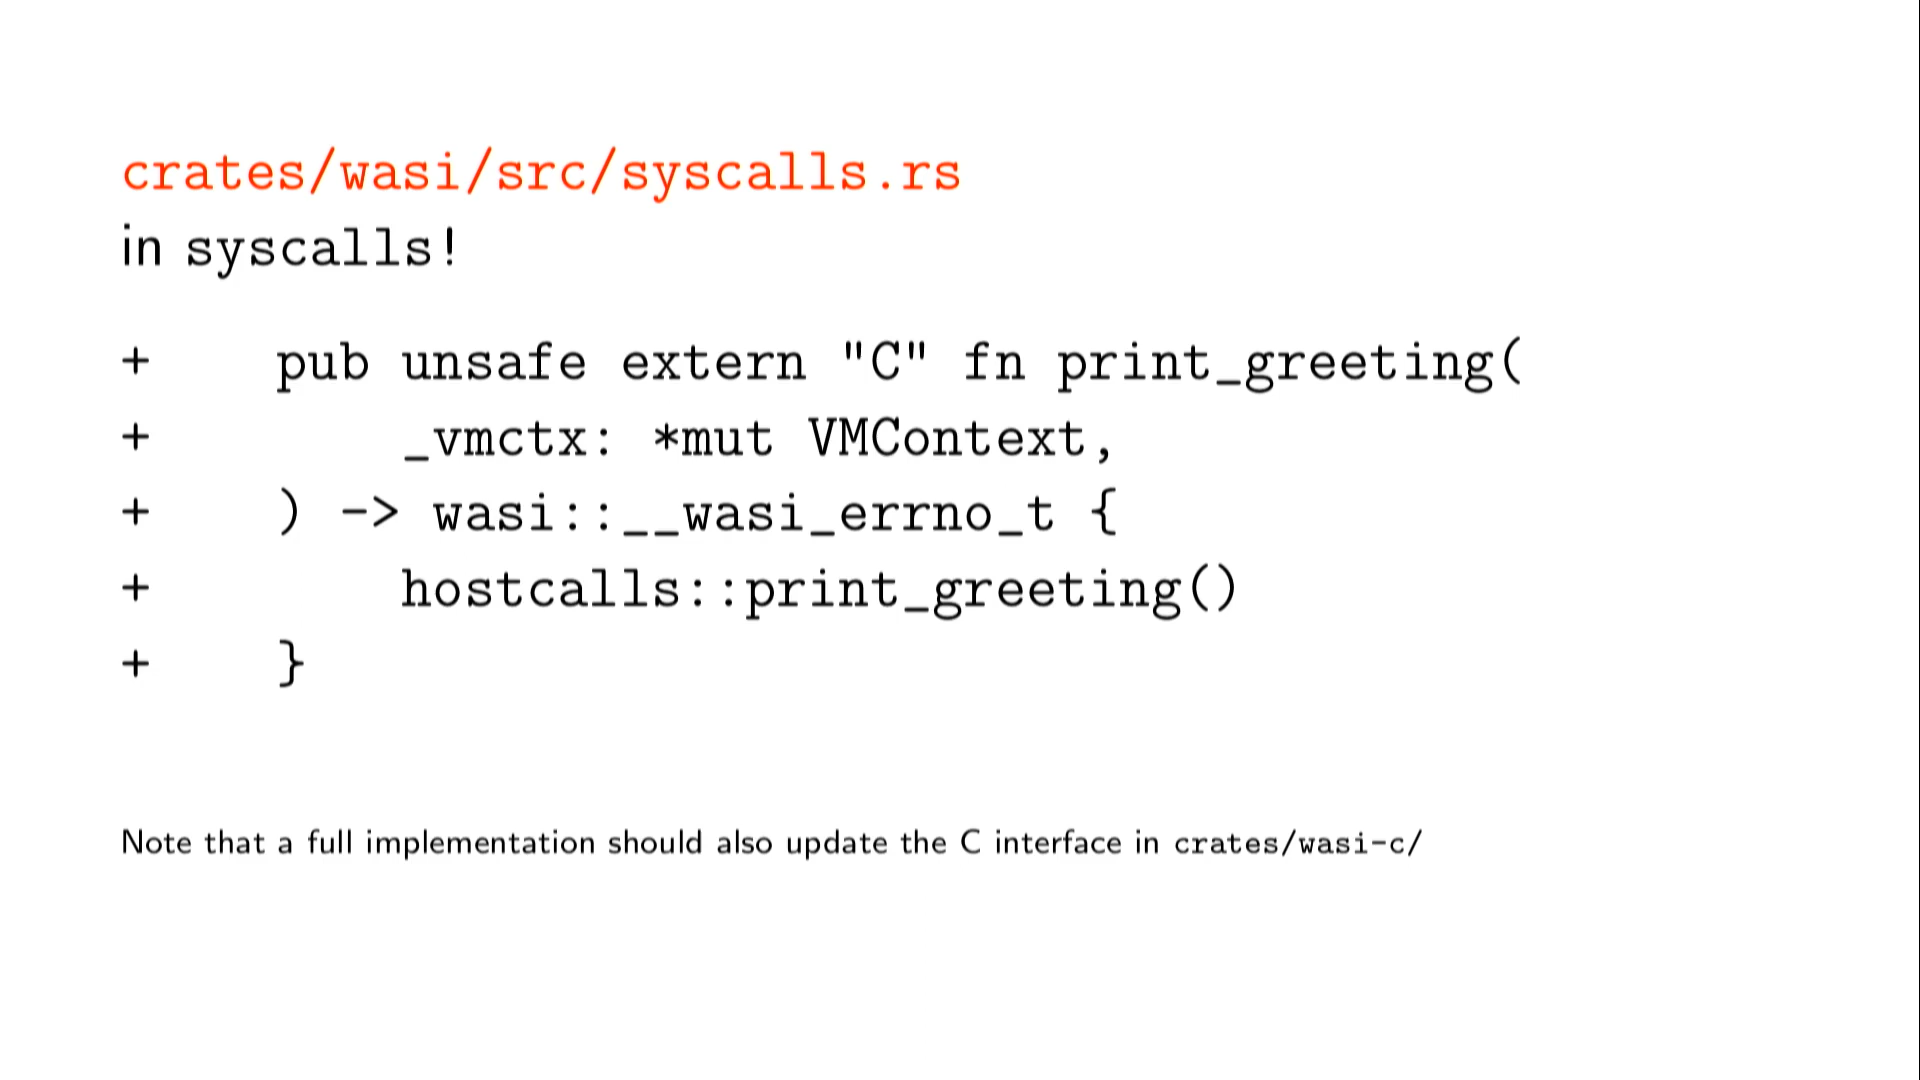 crates/wasi/src/syscalls.rs
in syscalls!
+    pub unsafe extern "C" fn print_greeting(
+        _vmctx: *mut VMContext,
+    ) -> wasi::__wasi_errno_t {
+        hostcalls::print_greeting()
+    }
Note that a full implementation should also update the C interface in crates/wasi-c/